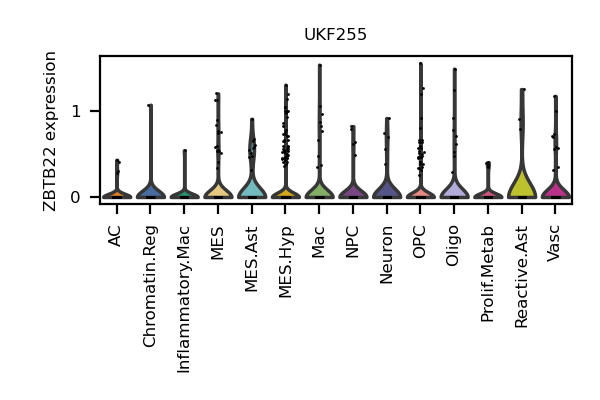 UKF255
ZBTB22 expression
1
0
AC
Chromatin.Reg
Inflammatory.Mac
MES
MES.Ast
MES.Hyp
Mac
NPC
Neuron
OPC
Oligo
Prolif.Metab
Reactive.Ast
Vasc